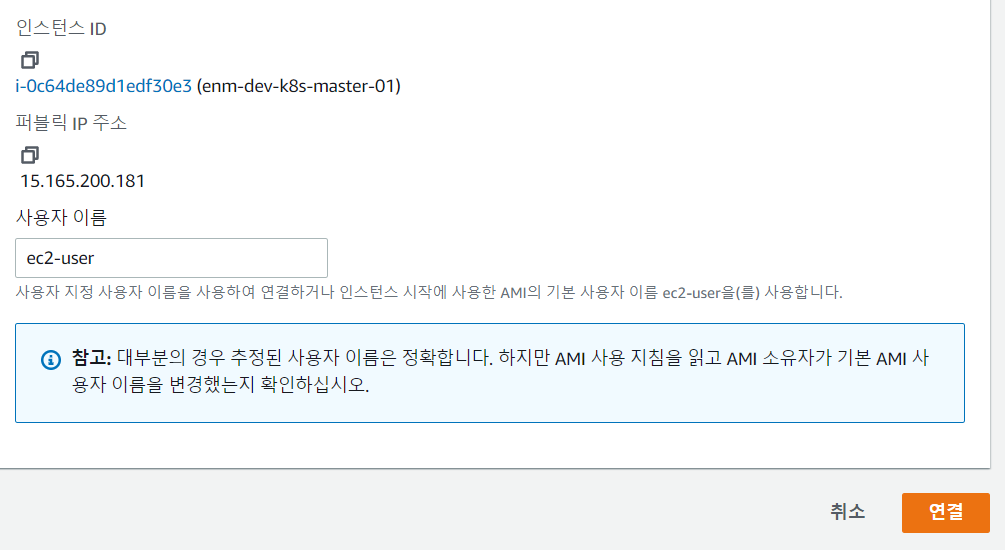 인스턴스 ID
i-0c64de89d1edf30e3 (enm-dev-k8s-master-01)
퍼블릭 IP 주소
15.165.200.181
사용자 이름
ec2-user
사용자 지정 사용자 이름을 사용하여 연결하거나 인스턴스 시작에 사용한 AMI의 기본 사용자 이름 ec2-user을(를) 사용합니다.
참고: 대부분의 경우 추정된 사용자 이름은 정확합니다. 하지만 AMI 사용 지침을 읽고 AMI 소유자가 기본 AMI 사
용자 이름을 변경했는지 확인하십시오.
취소
연결